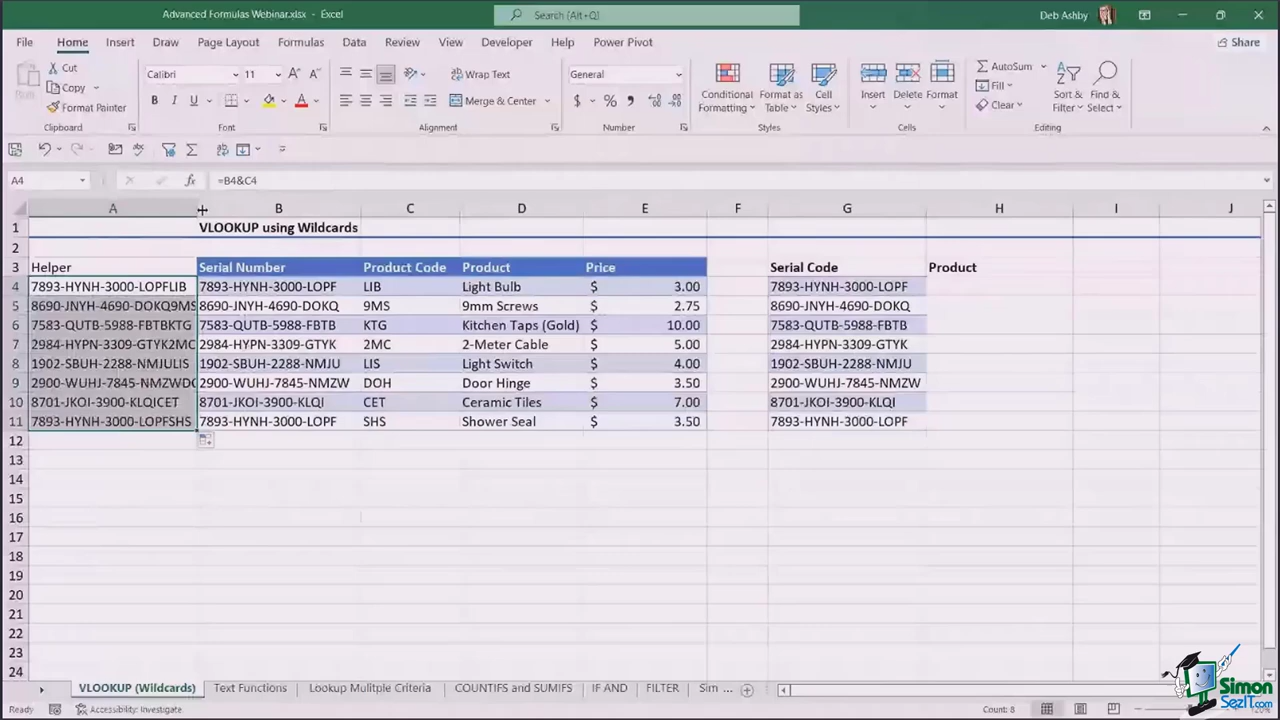 Advanced Formulas Webinar.xlsx - Excel
Search (Alt+Q)
Deb Ashby
File Home Insert Draw Page Layout Formulas Data Review View Developer Help Power Pivot
Share
Cut
Copy
Format Painter
Clipboard
Calibri 11
B I U
Font
Wrap Text
Merge & Center
Alignment
General
$ % ,
Number
Conditional Formatting
Format as Table
Cell Styles
Styles
Insert Delete Format
Cells
AutoSum
Fill
Clear
Sort & Filter
Find & Select
Editing
A4 fx =B4&C4
A B C D E F G H I J
1 VLOOKUP using Wildcards
2
3 Helper Serial Number Product Code Product Price Serial Code Product
4 7893-HYNH-3000-LOPFLIB 7893-HYNH-3000-LOPF LIB Light Bulb $ 3.00 7893-HYNH-3000-LOPF
5 8690-JNYH-4690-DOKQ9MS 8690-JNYH-4690-DOKQ 9MS 9mm Screws $ 2.75 8690-JNYH-4690-DOKQ
6 7583-QUTB-5988-FBTBKTG 7583-QUTB-5988-FBTB KTG Kitchen Taps (Gold) $ 10.00 7583-QUTB-5988-FBTB
7 2984-HYPN-3309-GTYK2MC 2984-HYPN-3309-GTYK 2MC 2-Meter Cable $ 5.00 2984-HYPN-3309-GTYK
8 1902-SBUH-2288-NMJULIS 1902-SBUH-2288-NMJU LIS Light Switch $ 4.00 1902-SBUH-2288-NMJU
9 2900-WUHJ-7845-NMZWDO 2900-WUHJ-7845-NMZW DOH Door Hinge $ 3.50 2900-WUHJ-7845-NMZW
10 8701-JKOJ-3900-KLQICET 8701-JKOJ-3900-KLQI CET Ceramic Tiles $ 7.00 8701-JKOJ-3900-KLQI
11 7893-HYNH-3000-LOPFSHS 7893-HYNH-3000-LOPF SHS Shower Seal $ 3.50 7893-HYNH-3000-LOPF
12
13
14
15
16
17
18
19
20
21
22
23
24
VLOOKUP (Wildcards) Text Functions Lookup Mulitple Criteria COUNTIFS and SUMIFS IF AND FILTER Sim ...
Ready Accessibility: Investigate Count: 8 120%
Simon
SezIT.com